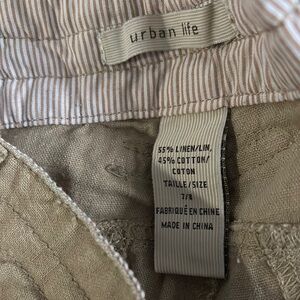 urban life
55% LINEN/LIN,
45% COTTON/
COTON
TAILLE/SIZE
7/8
FABRIQUÉ EN CHINE
MADE IN CHINA